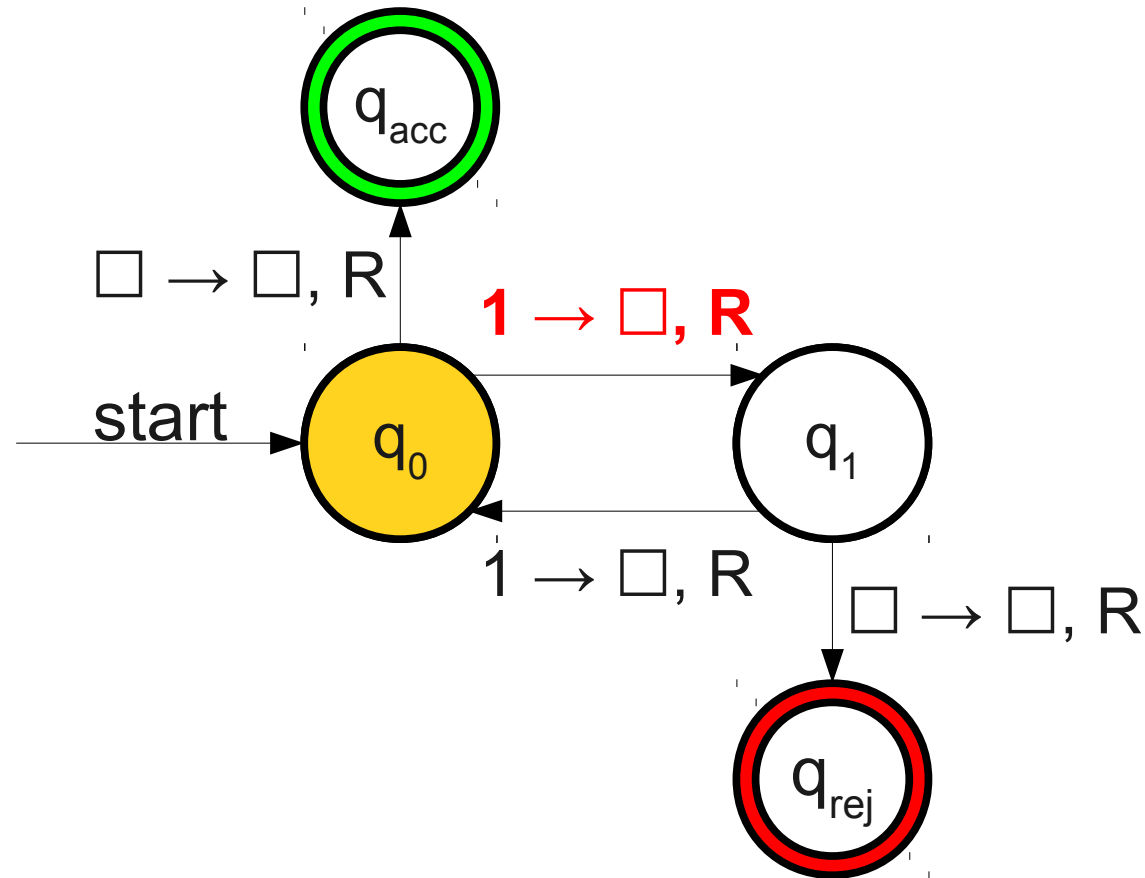 q_acc
□ → □, R
1 → □, R
start
q_0
q_1
1 → □, R
□ → □, R
q_rej